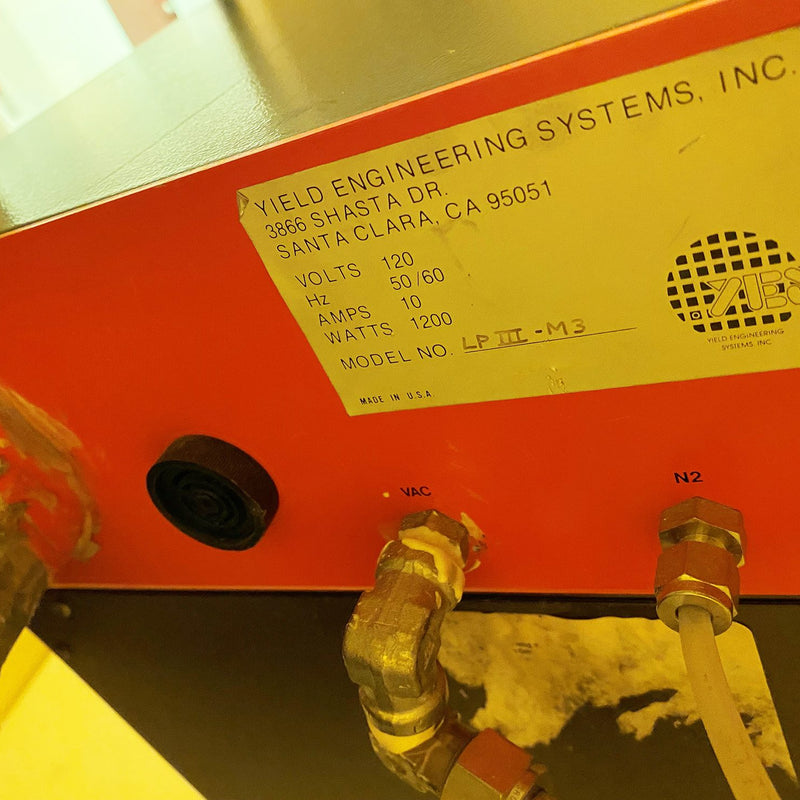 YIELD ENGINEERING SYSTEMS, INC.
3866 SHASTA DR.
SANTA CLARA, CA 95051
VOLTS 120
Hz 50/60
AMPS 10
WATTS 1200
MODEL NO. LP III -M3
MADE IN U.S.A.
YES
YIELD ENGINEERING
SYSTEMS, INC
VAC
N2